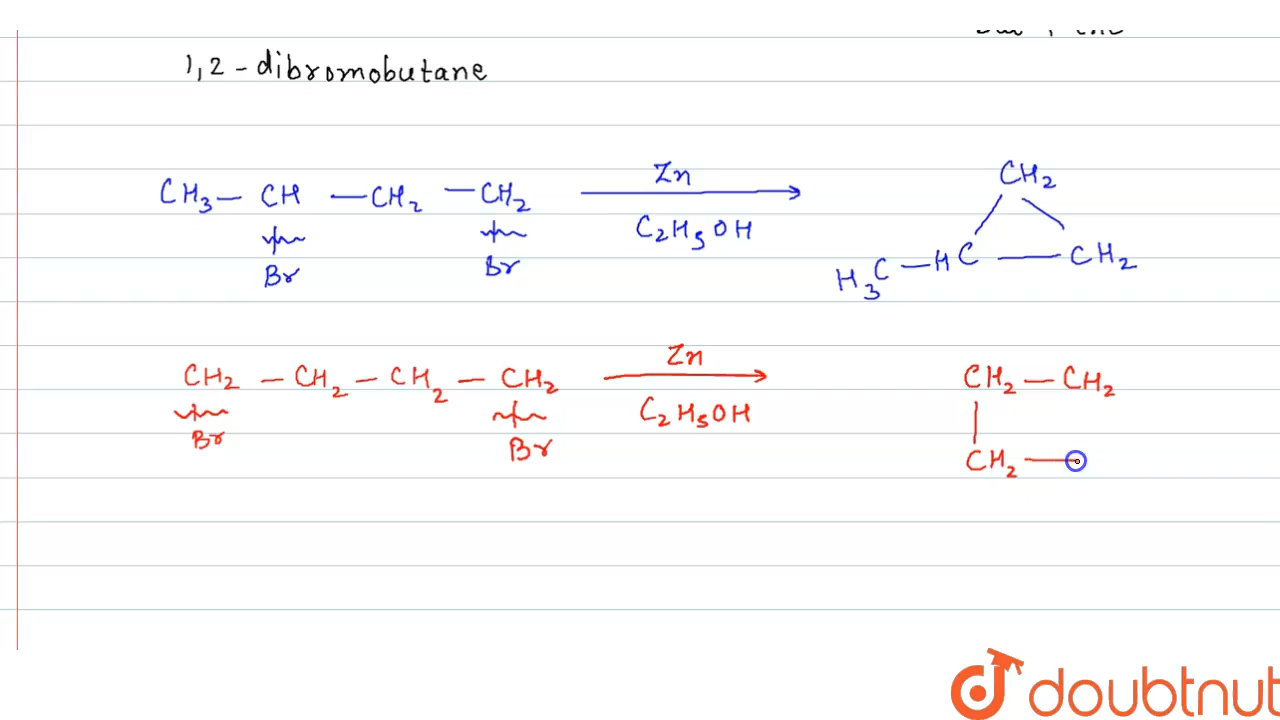 1,2-dibromobutane
CH3 — CH — CH2 — CH2 Zn CH2
C2H5OH
Br Br H3C — HC — CH2
CH2 — CH2 — CH2 — CH2 Zn CH2 — CH2
C2H5OH
Br Br CH2 —
doubtnut